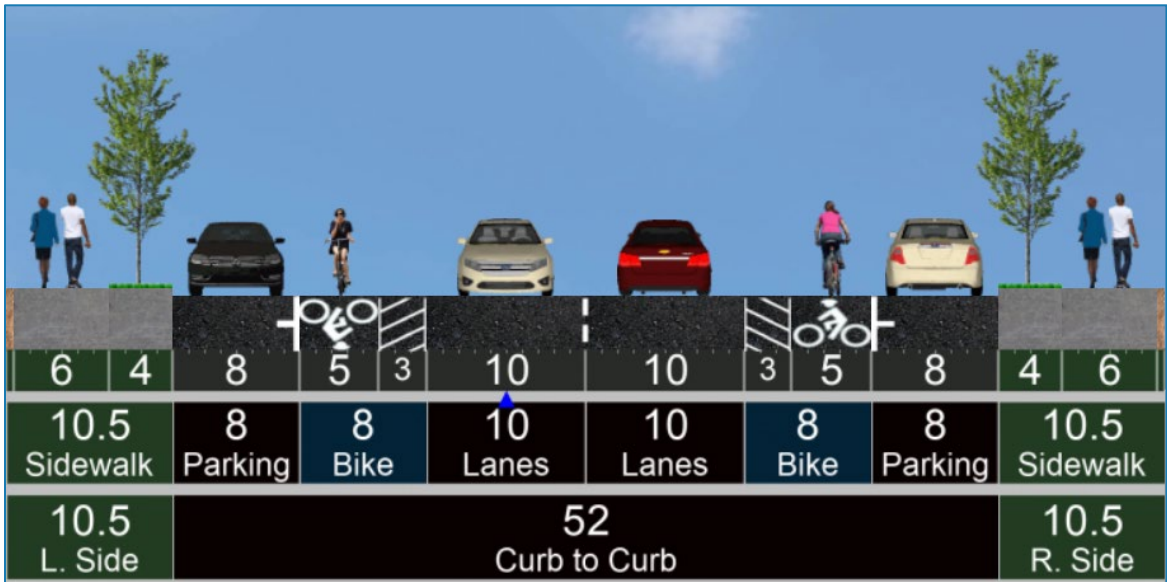 6 4 8 5 3 10 10 3 5 8 4 6
10.5 8 8 10 10 8 8 10.5
Sidewalk Parking Bike Lanes Lanes Bike Parking Sidewalk
10.5 52 10.5
L. Side Curb to Curb R. Side